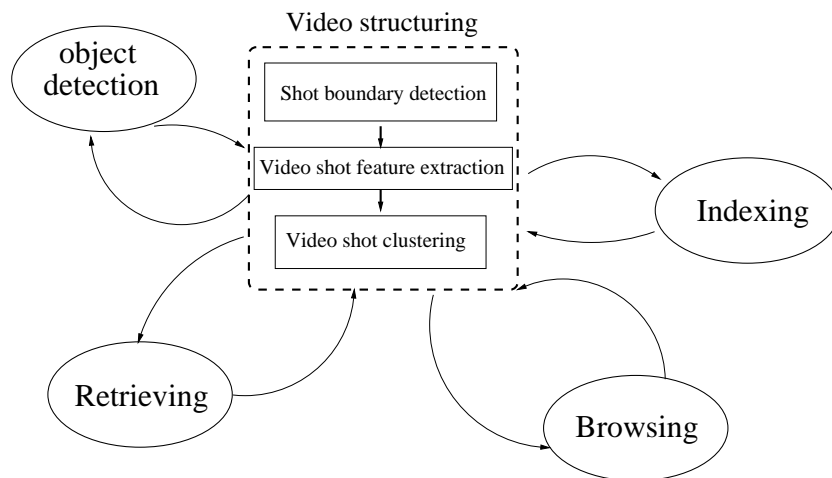 Video structuring
object
detection
Shot boundary detection
Video shot feature extraction
Video shot clustering
Indexing
Retrieving
Browsing